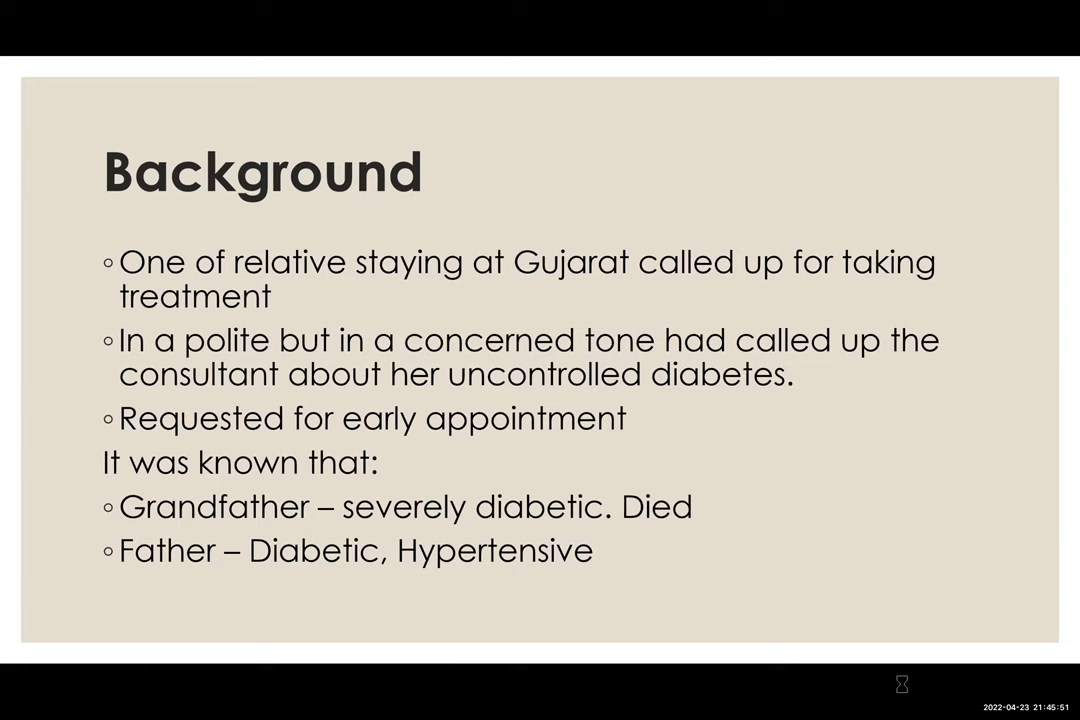 Background
◦ One of relative staying at Gujarat called up for taking
treatment
◦ In a polite but in a concerned tone had called up the
consultant about her uncontrolled diabetes.
◦ Requested for early appointment
It was known that:
◦ Grandfather – severely diabetic. Died
◦ Father – Diabetic, Hypertensive
2022-04-23 21:45:51